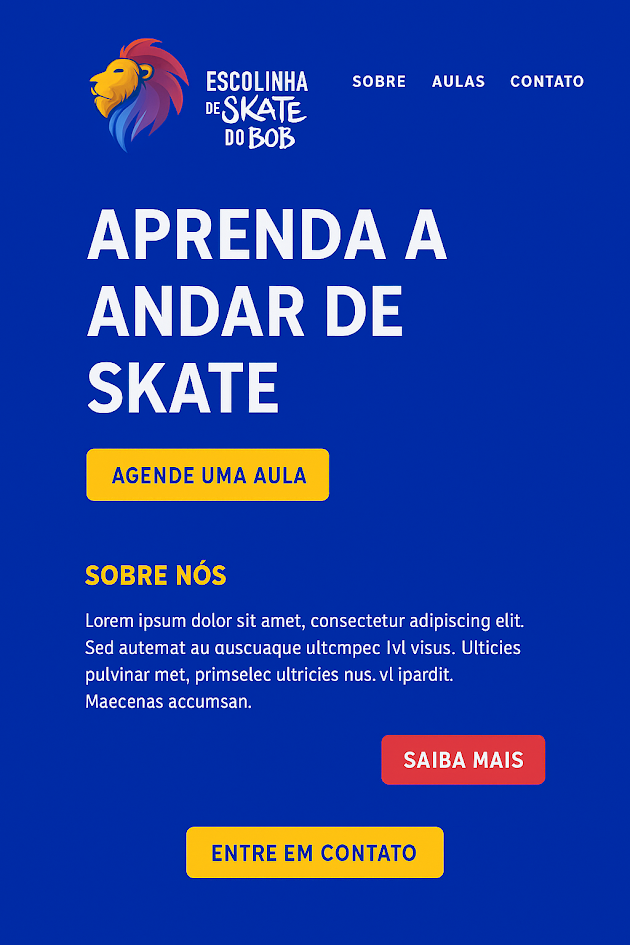 ESCOLINHA
DE SKATE
DO BOB
SOBRE AULAS CONTATO
APRENDA A
ANDAR DE
SKATE
AGENDE UMA AULA
SOBRE NÓS
Lorem ipsum dolor sit amet, consectetur adipiscing elit.
Sed automat au ɑuscuaque ultcmpec Ivl visus. Ulticies
pulvinar met, primselec ultricies nus. vl ipardit.
Maecenas accumsan.
SAIBA MAIS
ENTRE EM CONTATO